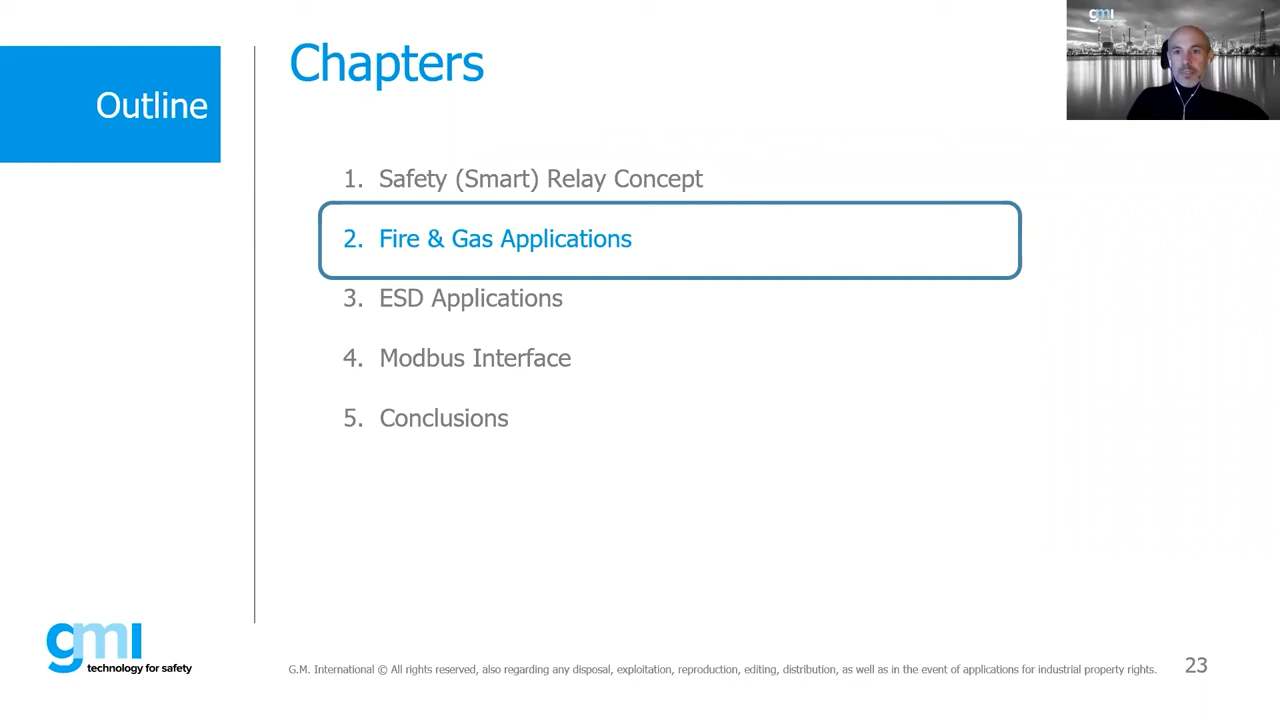 Chapters
gmi
Outline
1. Safety (Smart) Relay Concept
2. Fire & Gas Applications
3. ESD Applications
4. Modbus Interface
5. Conclusions
gmi
technology for safety
G.M. International © All rights reserved, also regarding any disposal, exploitation, reproduction, editing, distribution, as well as in the event of applications for industrial property rights.
23